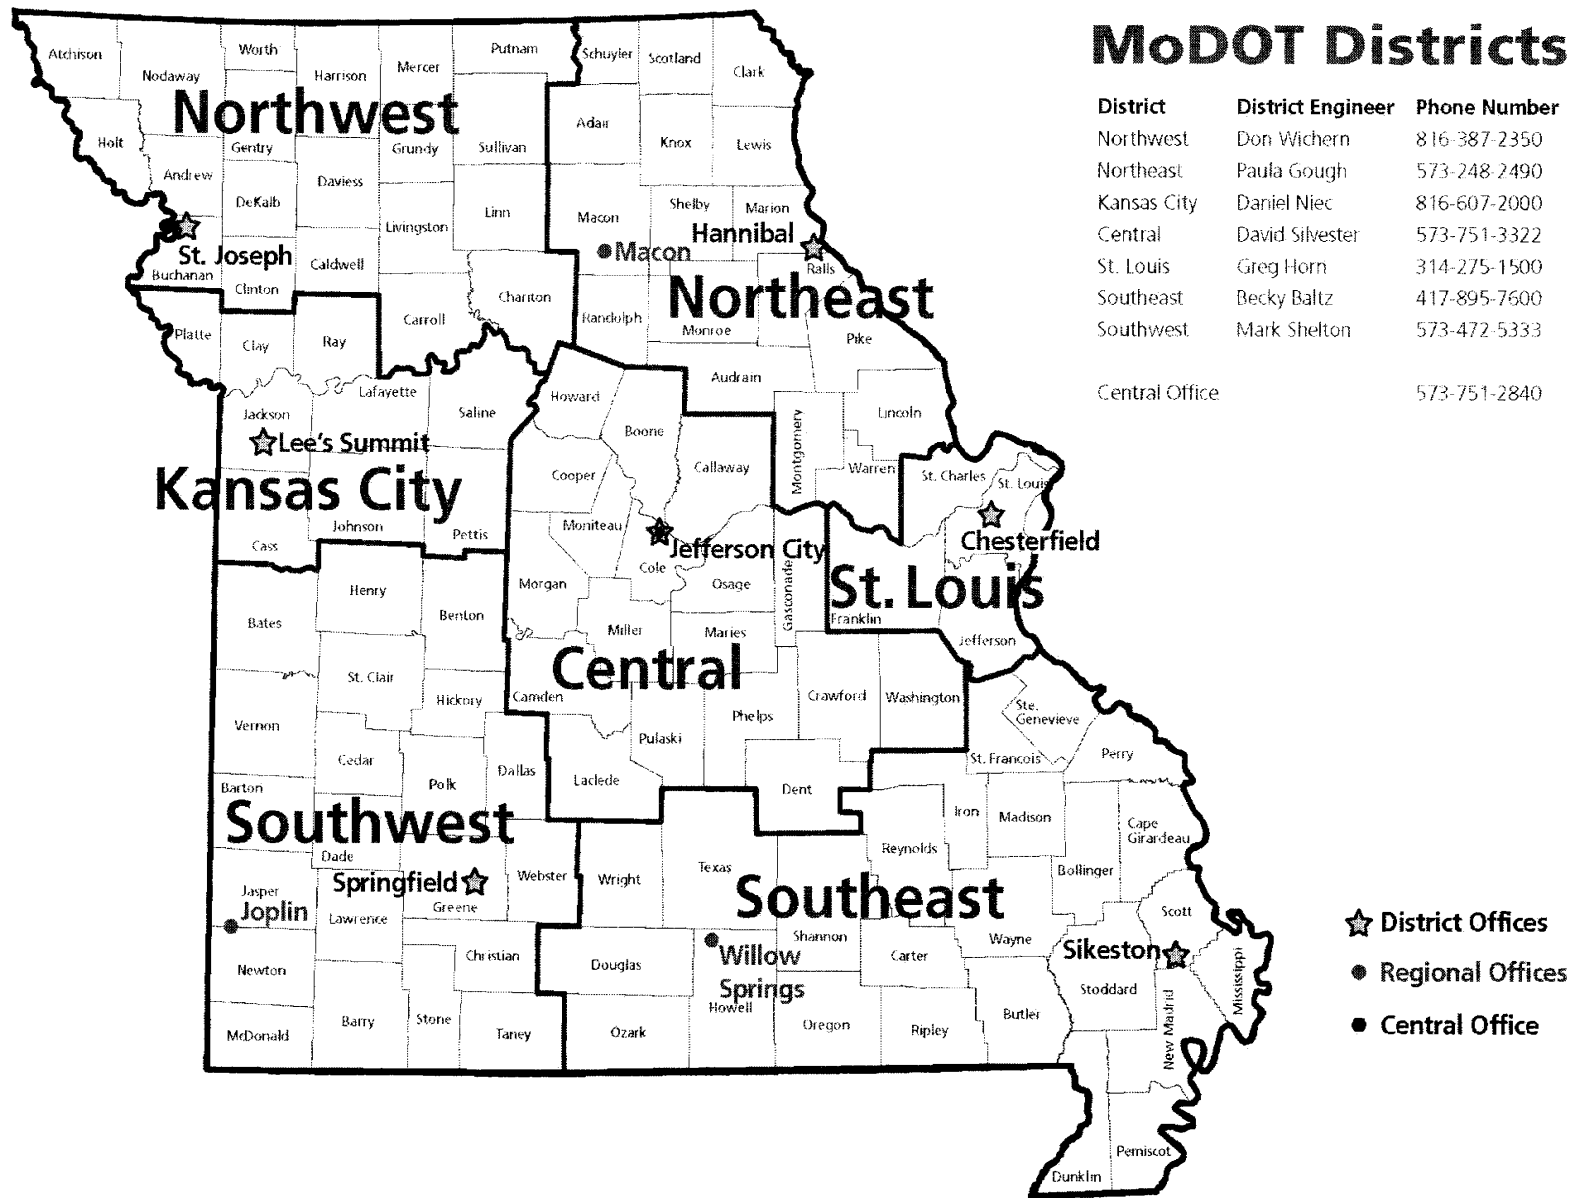 MoDOT Districts
District District Engineer Phone Number
Northwest Don Wichern 816-387-2350
Northeast Paula Gough 573-248-2490
Kansas City Daniel Niec 816-607-2000
Central David Silvester 573-751-3322
St. Louis Greg Horn 314-275-1500
Southeast Becky Baltz 417-895-7600
Southwest Mark Shelton 573-472-5333
Central Office 573-751-2840
Atchison
Nodaway
Worth
Harrison
Mercer
Putnam
Schuyler
Scotland
Clark
Northwest
Holt
Andrew
Gentry
DeKalb
Daviess
Grundy
Sullivan
Adair
Knox
Lewis
Livingston
Linn
Macon
Shelby
Marion
Hannibal
Macon
Ralls
St. Joseph
Buchanan
Clinton
Caldwell
Carroll
Chariton
Randolph
Northeast
Monroe
Pike
Platte
Clay
Ray
Audrain
Lafayette
Jackson
Saline
Howard
Boone
Callaway
Montgomery
Lincoln
Warren
St. Charles
St. Louis
Lee's Summit
Kansas City
Johnson
Pettis
Cass
Cooper
Moniteau
Jefferson City
Cole
Chesterfield
St. Louis
Franklin
Jefferson
Henry
Benton
Bates
Morgan
Miller
Osage
Maries
Gasconade
Central
St. Clair
Hickory
Camden
Pulaski
Phelps
Crawford
Washington
Ste.
Genevieve
St. Francois
Perry
Vernon
Cedar
Polk
Dallas
Laclede
Dent
Barton
Southwest
Dade
Iron
Madison
Reynolds
Bollinger
Cape
Girardeau
Jasper
Joplin
Springfield
Greene
Webster
Lawrence
Wright
Texas
Southeast
Shannon
Carter
Wayne
Scott
Sikeston
Mississippi
Newton
Christian
Douglas
Willow
Springs
Howell
Stoddard
New Madrid
McDonald
Barry
Stone
Taney
Ozark
Oregon
Ripley
Butler
Dunklin
Pemiscot
District Offices
Regional Offices
Central Office